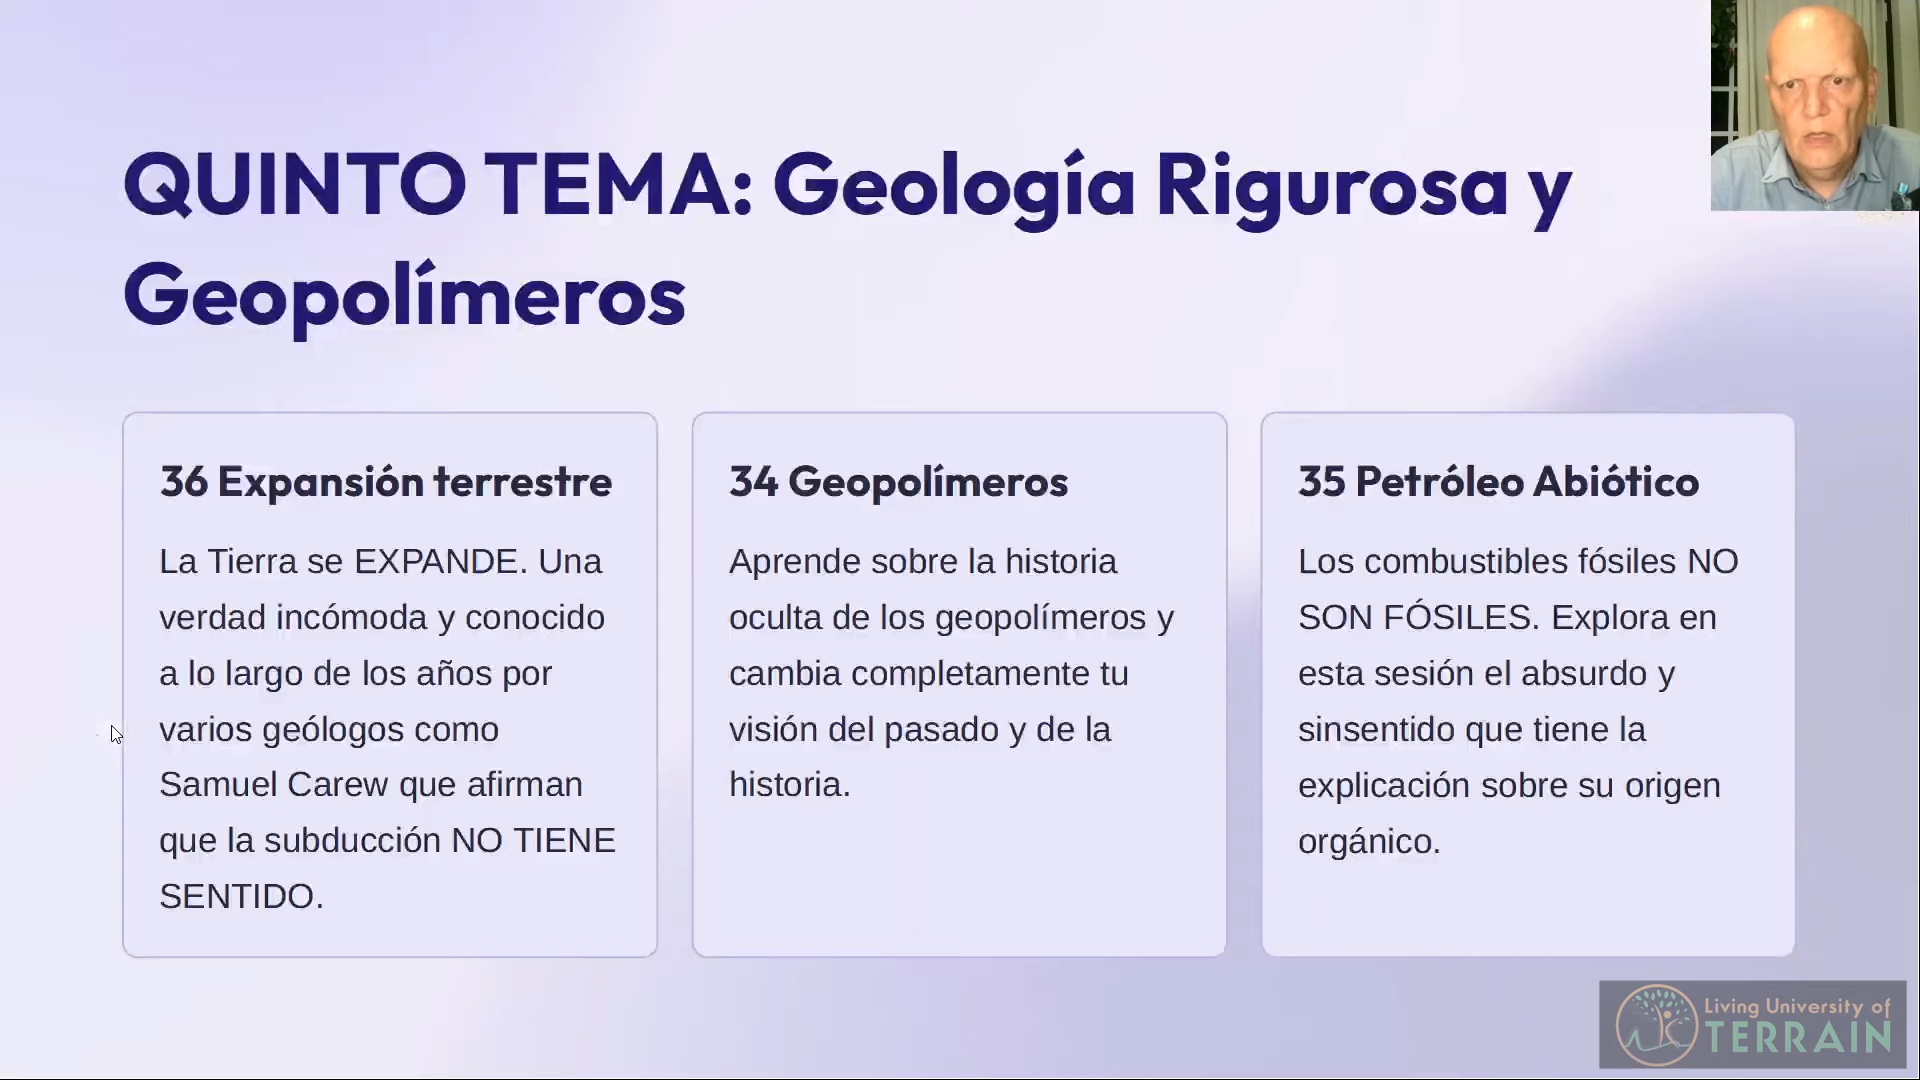 QUINTO TEMA: Geología Rigurosa y
Geopolímeros
36 Expansión terrestre
La Tierra se EXPANDE. Una
verdad incómoda y conocido
a lo largo de los años por
varios geólogos como
Samuel Carew que afirman
que la subducción NO TIENE
SENTIDO.
34 Geopolímeros
Aprende sobre la historia
oculta de los geopolímeros y
cambia completamente tu
visión del pasado y de la
historia.
35 Petróleo Abiótico
Los combustibles fósiles NO
SON FÓSILES. Explora en
esta sesión el absurdo y
sinsentido que tiene la
explicación sobre su origen
orgánico.
Living University of
TERRAIN